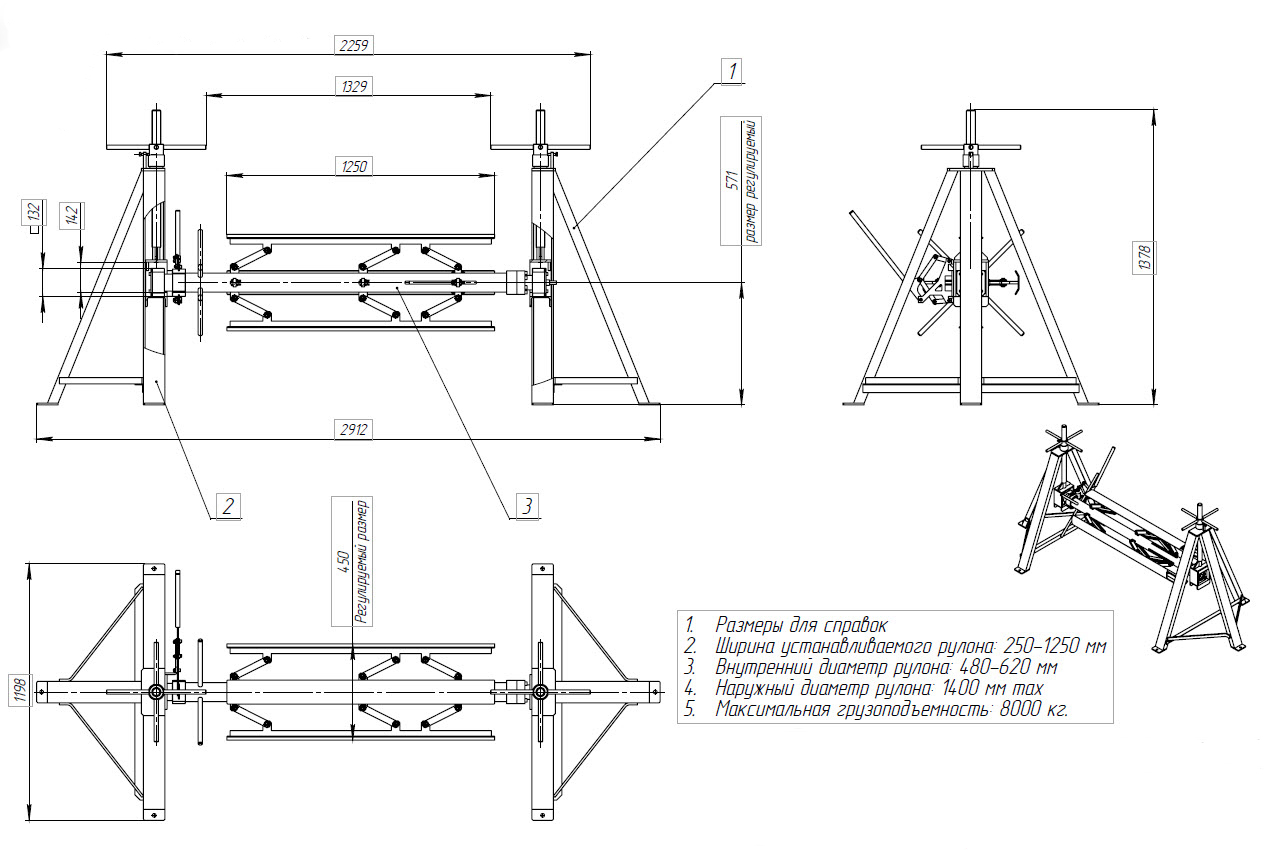 2259
1329
1
1250
571
размер регулируемый
132
142
1378
2912
2
3
450
Регулируемый размер
1198
1. Размеры для справок
2. Ширина устанавливаемого рулона: 250-1250 мм
3. Внутренний диаметр рулона: 480-620 мм
4. Наружный диаметр рулона: 1400 мм max
5. Максимальная грузоподъемность: 8000 кг.